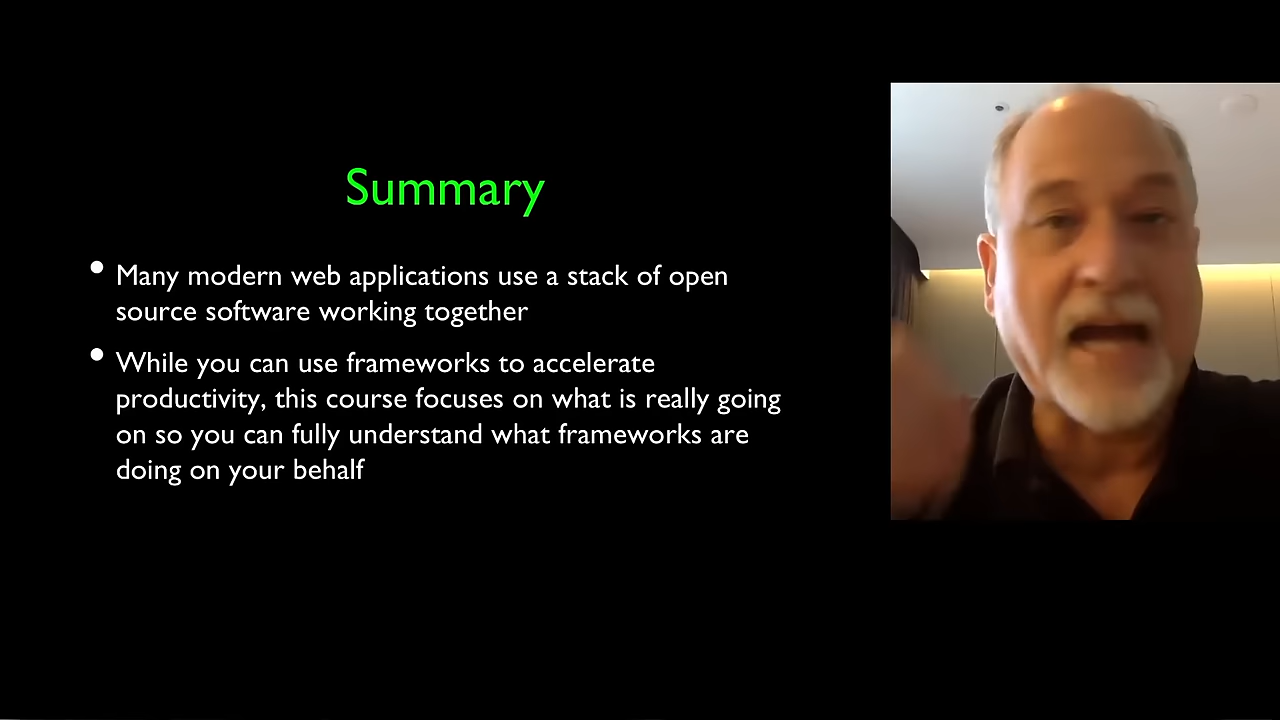 Summary
Many modern web applications use a stack of open
source software working together
While you can use frameworks to accelerate
productivity, this course focuses on what is really going
on so you can fully understand what frameworks are
doing on your behalf